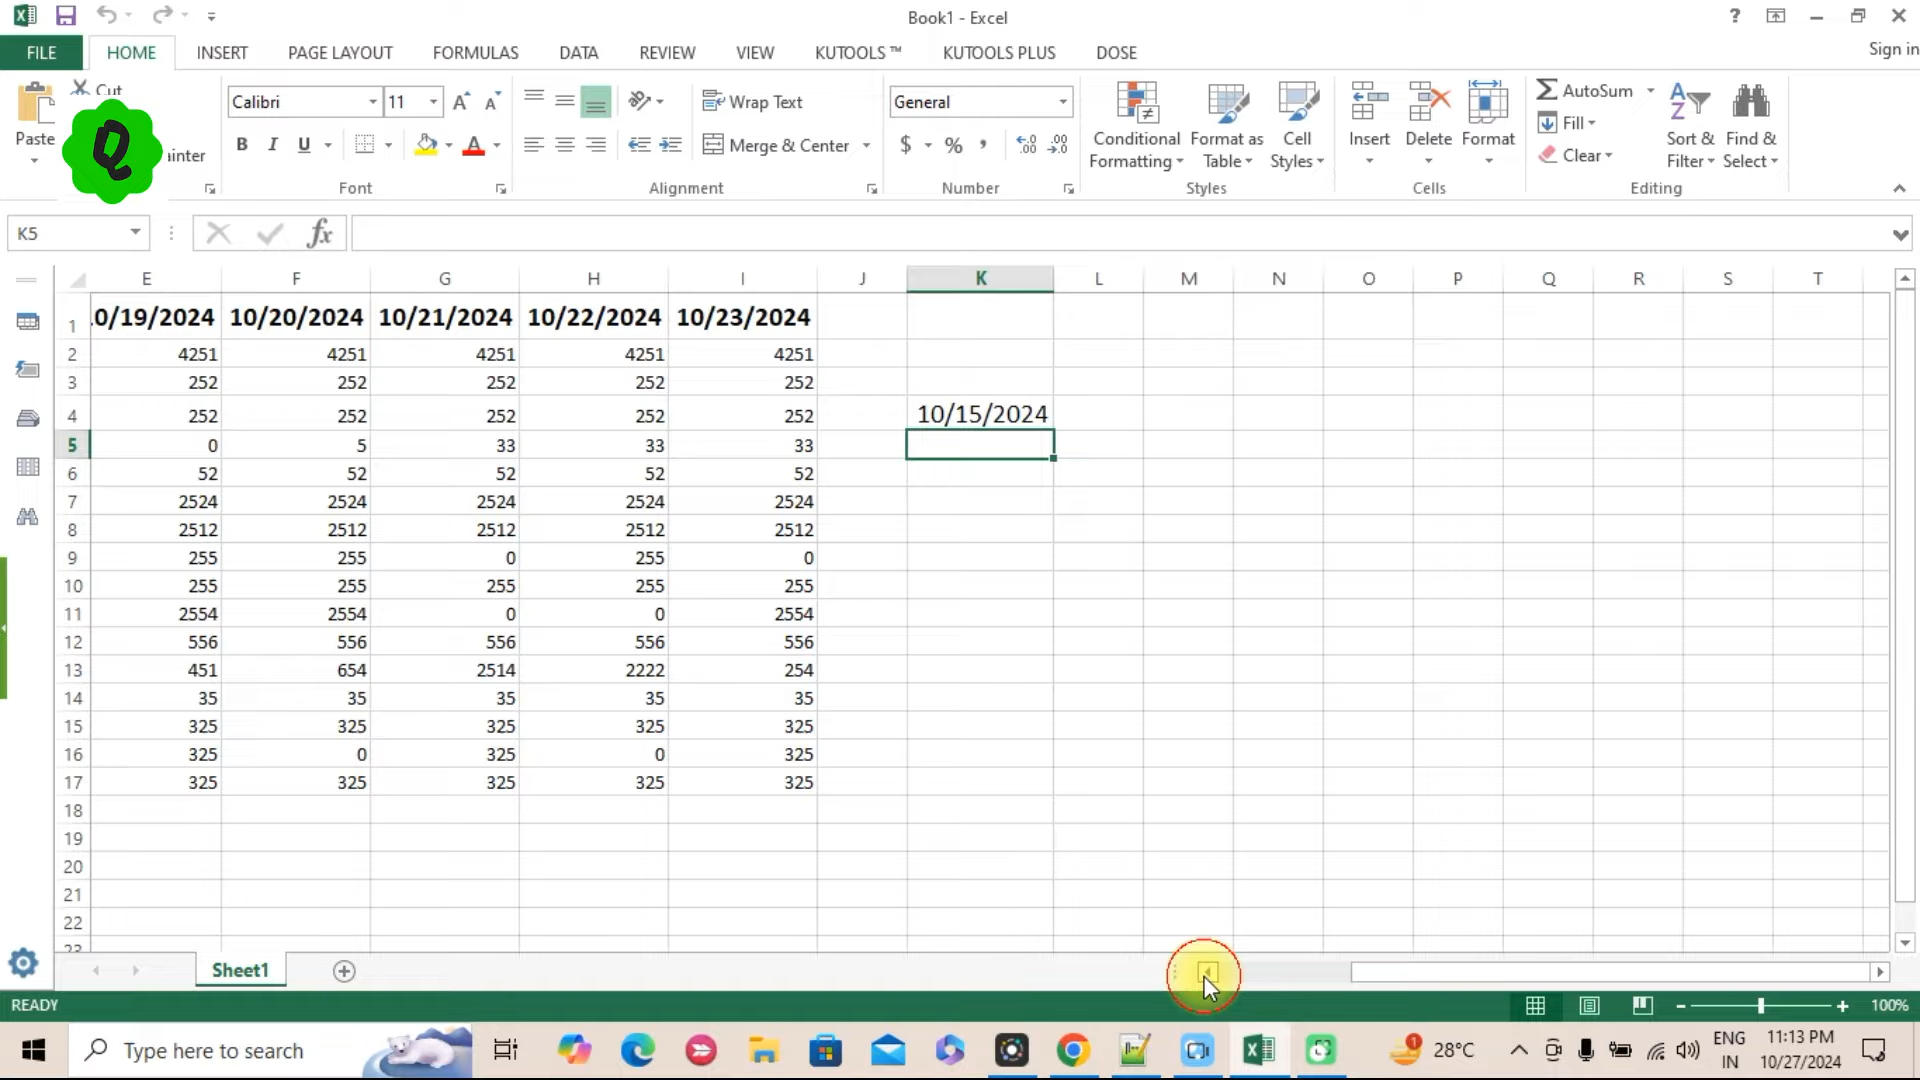 Book1 - Excel
FILE HOME INSERT PAGE LAYOUT FORMULAS DATA REVIEW VIEW KUTOOLS ™ KUTOOLS PLUS DOSE Sign in
Cut
Paste
Q
ainter
Calibri 11
B I U
Font
Wrap Text
Merge & Center
Alignment
General
$ % ,
Number
Conditional Formatting
Format as Table
Cell Styles
Styles
Insert Delete Format
Cells
AutoSum
Fill
Clear
Sort & Filter
Find & Select
Editing
K5
fx
E F G H I J K L M N O P Q R S T
1 0/19/2024 10/20/2024 10/21/2024 10/22/2024 10/23/2024
2 4251 4251 4251 4251 4251
3 252 252 252 252 252
4 252 252 252 252 252 10/15/2024
5 0 5 33 33 33
6 52 52 52 52 52
7 2524 2524 2524 2524 2524
8 2512 2512 2512 2512 2512
9 255 255 0 255 0
10 255 255 255 255 255
11 2554 2554 0 0 2554
12 556 556 556 556 556
13 451 654 2514 2222 254
14 35 35 35 35 35
15 325 325 325 325 325
16 325 0 325 0 325
17 325 325 325 325 325
18
19
20
21
22
23
Sheet1
READY
100%
Type here to search
28°C
ENG
IN
11:13 PM
10/27/2024